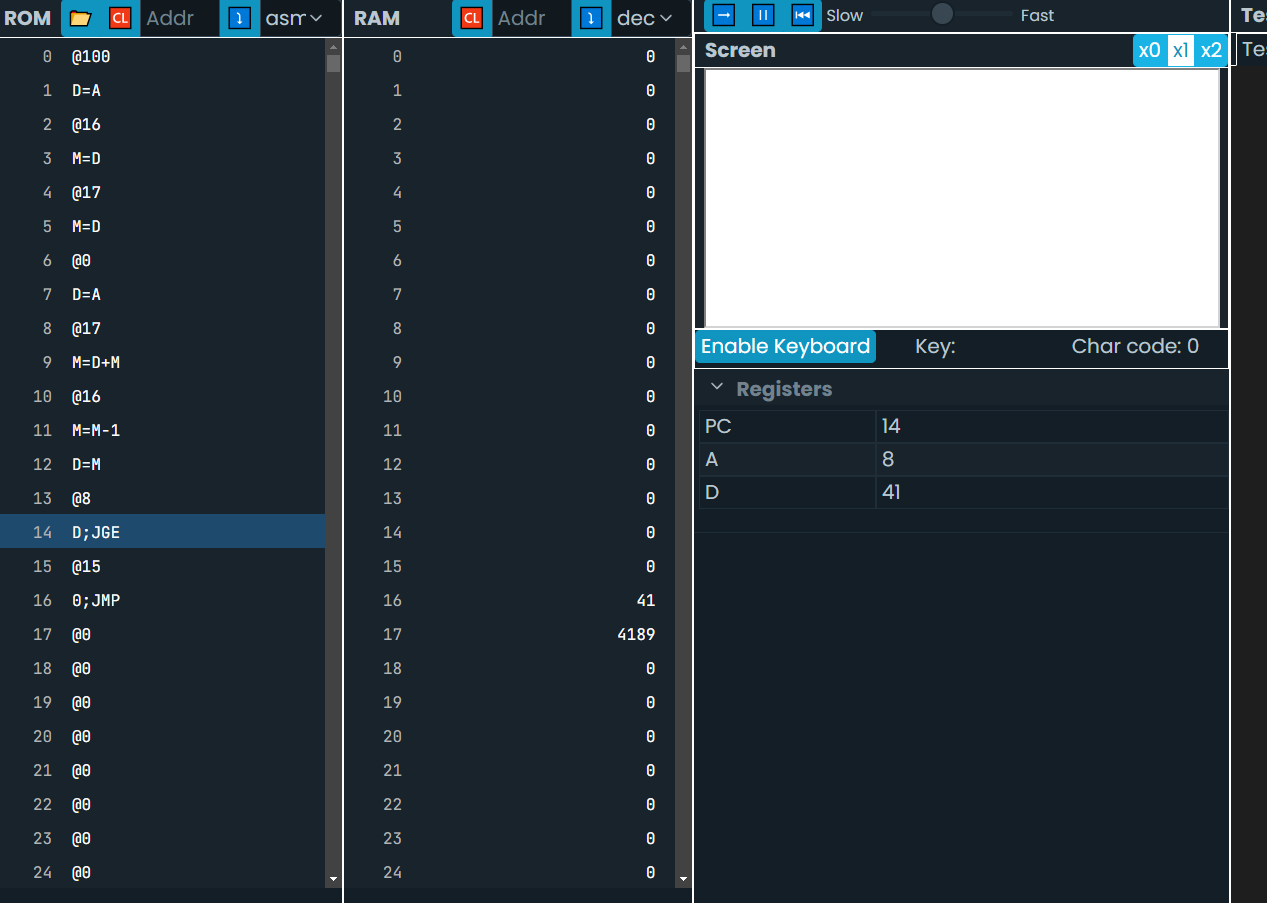 ROM CL Addr asm
0 @100
1 D=A
2 @16
3 M=D
4 @17
5 M=D
6 @0
7 D=A
8 @17
9 M=D+M
10 @16
11 M=M-1
12 D=M
13 @8
14 D;JGE
15 @15
16 0;JMP
17 @0
18 @0
19 @0
20 @0
21 @0
22 @0
23 @0
24 @0
RAM CL Addr dec
0 0
1 0
2 0
3 0
4 0
5 0
6 0
7 0
8 0
9 0
10 0
11 0
12 0
13 0
14 0
15 0
16 41
17 4189
18 0
19 0
20 0
21 0
22 0
23 0
24 0
Slow Fast
Screen x0 x1 x2
Enable Keyboard Key: Char code: 0
Registers
PC 14
A 8
D 41
Tes
Tes